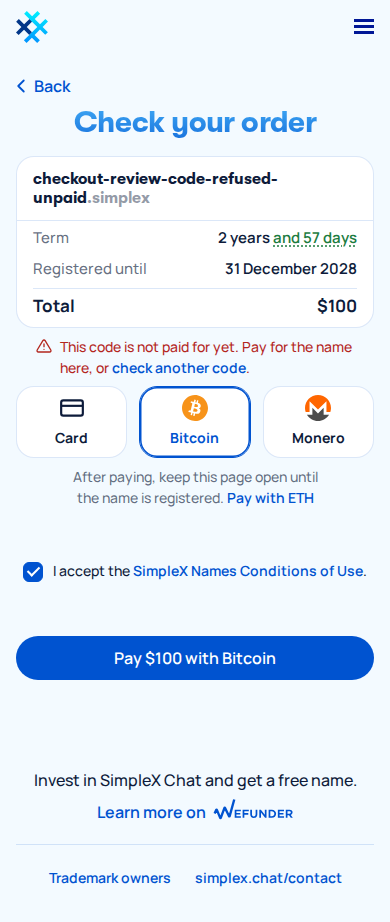 Back
Check your order
checkout-review-code-refused-
unpaid.simplex
Term 2 years and 57 days
Registered until 31 December 2028
Total $100
This code is not paid for yet. Pay for the name
here, or check another code.
Card Bitcoin Monero
After paying, keep this page open until
the name is registered. Pay with ETH
I accept the SimpleX Names Conditions of Use.
Pay $100 with Bitcoin
Invest in SimpleX Chat and get a free name.
Learn more on WEFUNDER
Trademark owners simplex.chat/contact